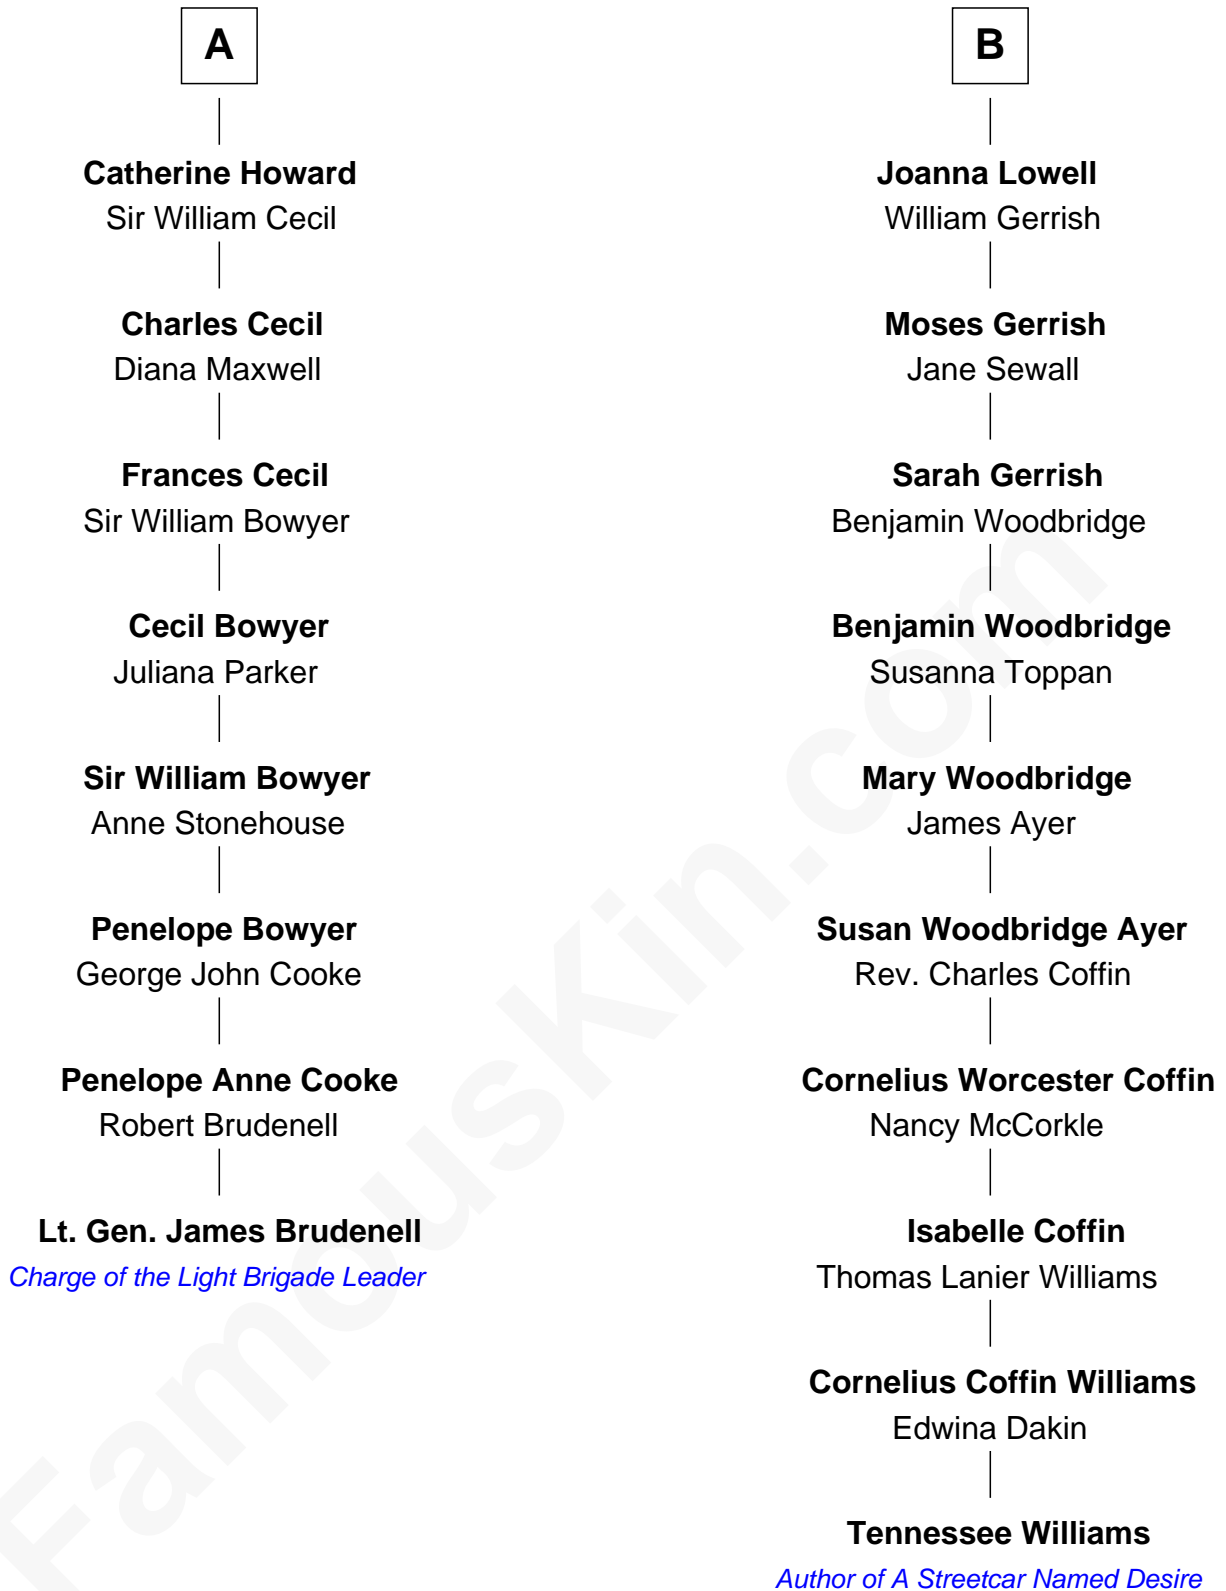 A
Catherine Howard
Sir William Cecil
Charles Cecil
Diana Maxwell
Frances Cecil
Sir William Bowyer
Cecil Bowyer
Juliana Parker
Sir William Bowyer
Anne Stonehouse
Penelope Bowyer
George John Cooke
Penelope Anne Cooke
Robert Brudenell
Lt. Gen. James Brudenell
Charge of the Light Brigade Leader
B
Joanna Lowell
William Gerrish
Moses Gerrish
Jane Sewall
Sarah Gerrish
Benjamin Woodbridge
Benjamin Woodbridge
Susanna Toppan
Mary Woodbridge
James Ayer
Susan Woodbridge Ayer
Rev. Charles Coffin
Cornelius Worcester Coffin
Nancy McCorkle
Isabelle Coffin
Thomas Lanier Williams
Cornelius Coffin Williams
Edwina Dakin
Tennessee Williams
Author of A Streetcar Named Desire
FamousKin.com